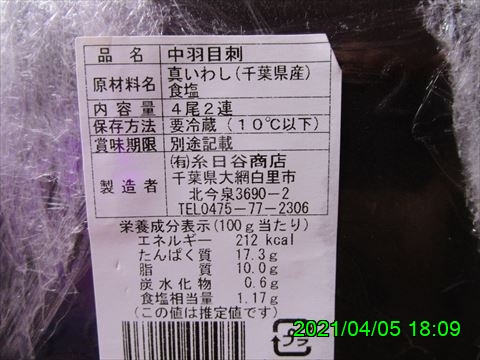 品名 中羽目刺
原材料名 真いわし(千葉県産)
食塩
内容量 4尾2連
保存方法 要冷蔵(10℃以下)
賞味期限 別途記載
製造者 (有)糸日谷商店
千葉県大網白里市
北今泉3690-2
TEL0475-77-2306
栄養成分表示(100g当たり)
エネルギー 212 kcal
たんぱく質 17.3g
脂質 10.0g
炭水化物 0.6g
食塩相当量 1.17g
(この値は推定値です)
プラ
2021/04/05 18:09